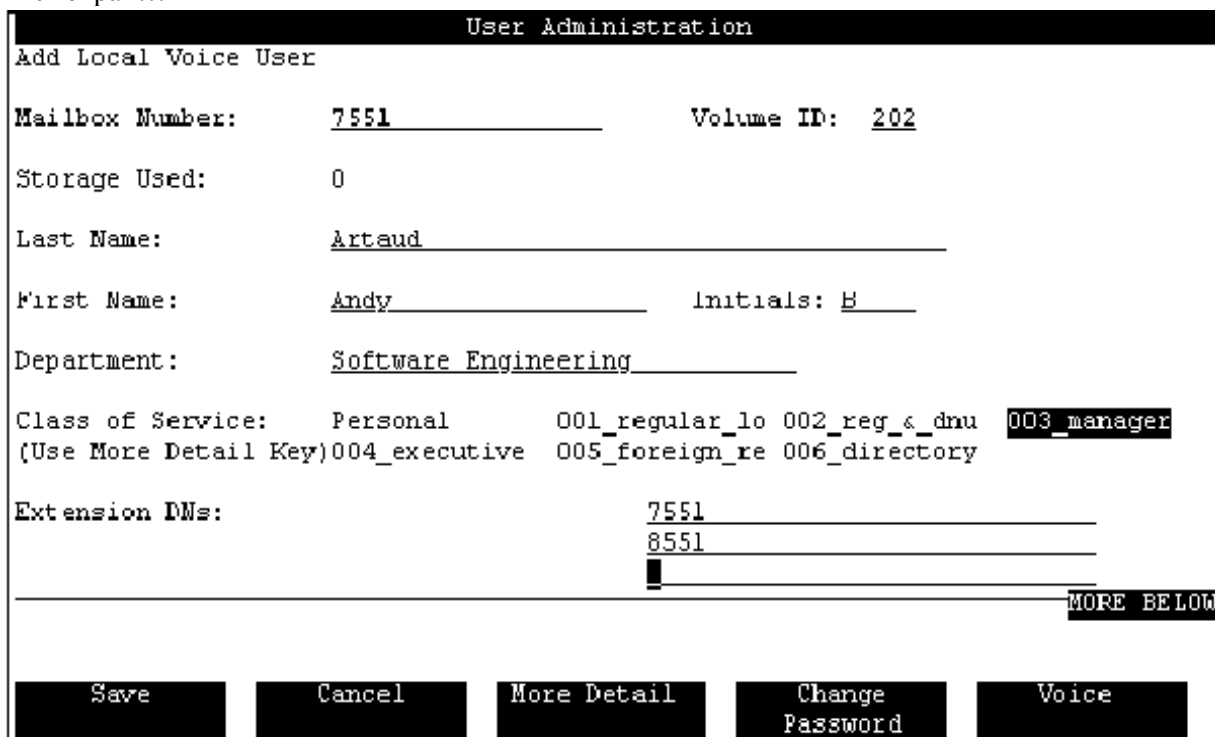 User Administration
Add Local Voice User
Mailbox Number: 7551 Volume ID: 202
Storage Used: 0
Last Name: Artaud
First Name: Andy Initials: B
Department: Software Engineering
Class of Service: Personal 001_regular_lo 002_reg_&_dnu 003_manager
(Use More Detail Key)004_executive 005_foreign_re 006_directory
Extension DNs: 7551
8551
MORE BELOW
Save Cancel More Detail Change Password Voice